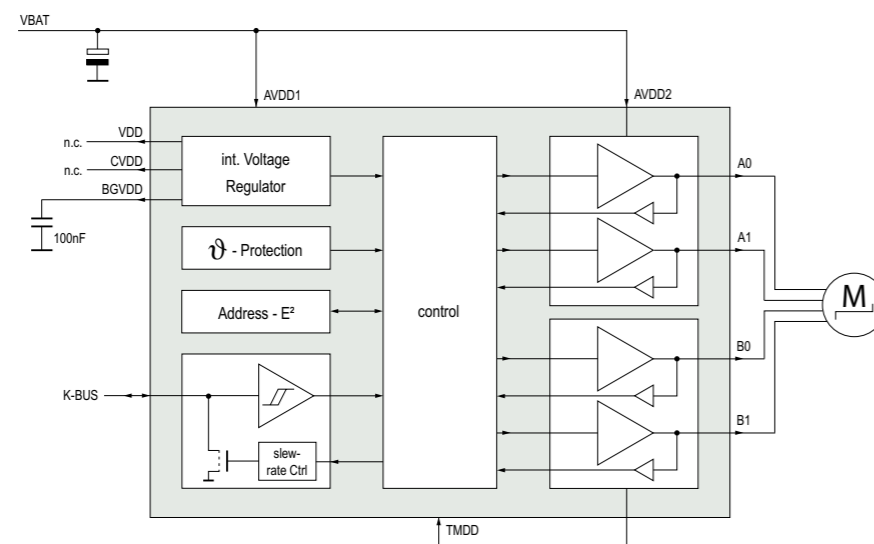 VBAT
AVDD1
AVDD2
n.c.
VDD
n.c.
CVDD
BGVDD
100nF
int. Voltage
Regulator
ϑ - Protection
Address - E²
control
K-BUS
slew-
rate Ctrl
A0
A1
M
B0
B1
TMDD